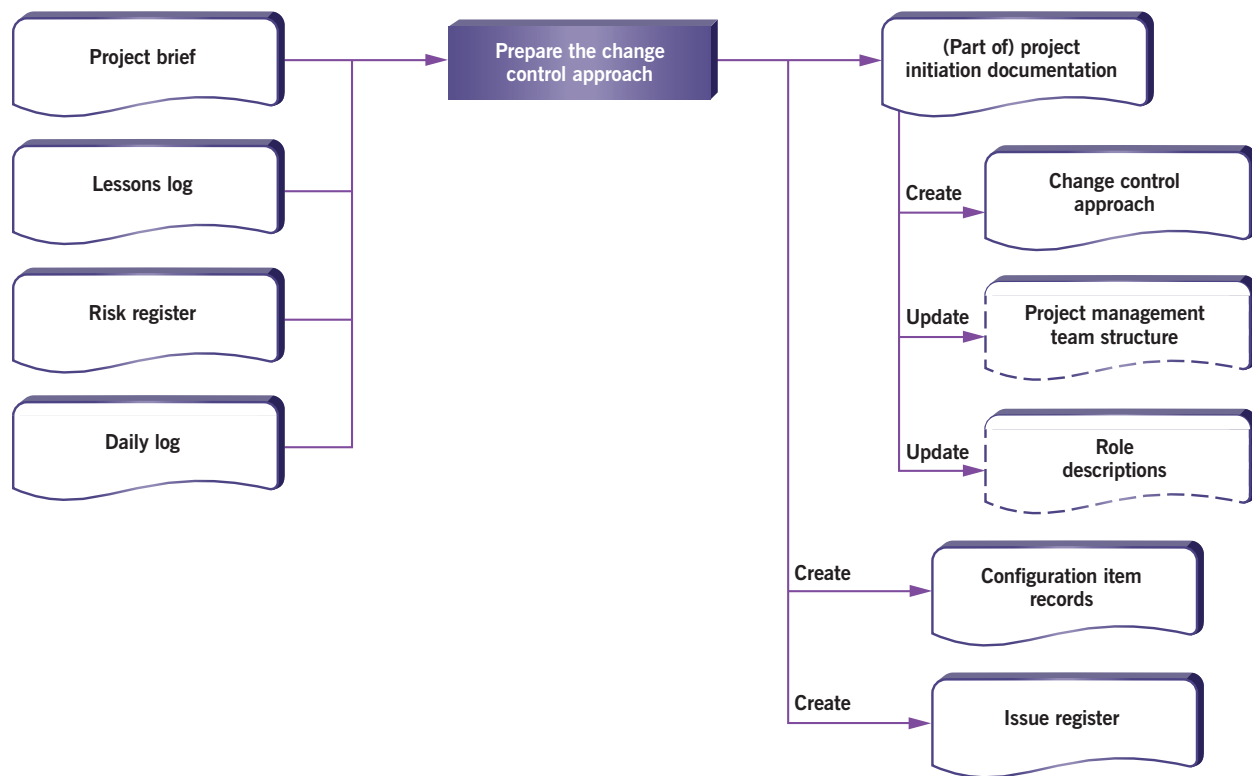 Project brief
Lessons log
Risk register
Daily log
Prepare the change
control approach
(Part of) project
initiation documentation
Create
Change control
approach
Update
Project management
team structure
Update
Role
descriptions
Create
Configuration item
records
Create
Issue register